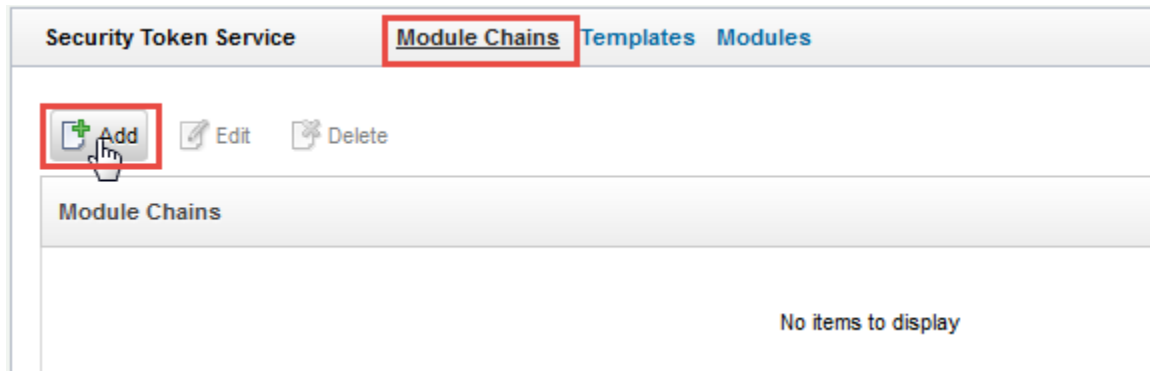 Security Token Service Module Chains Templates Modules
Add Edit Delete
Module Chains
No items to display